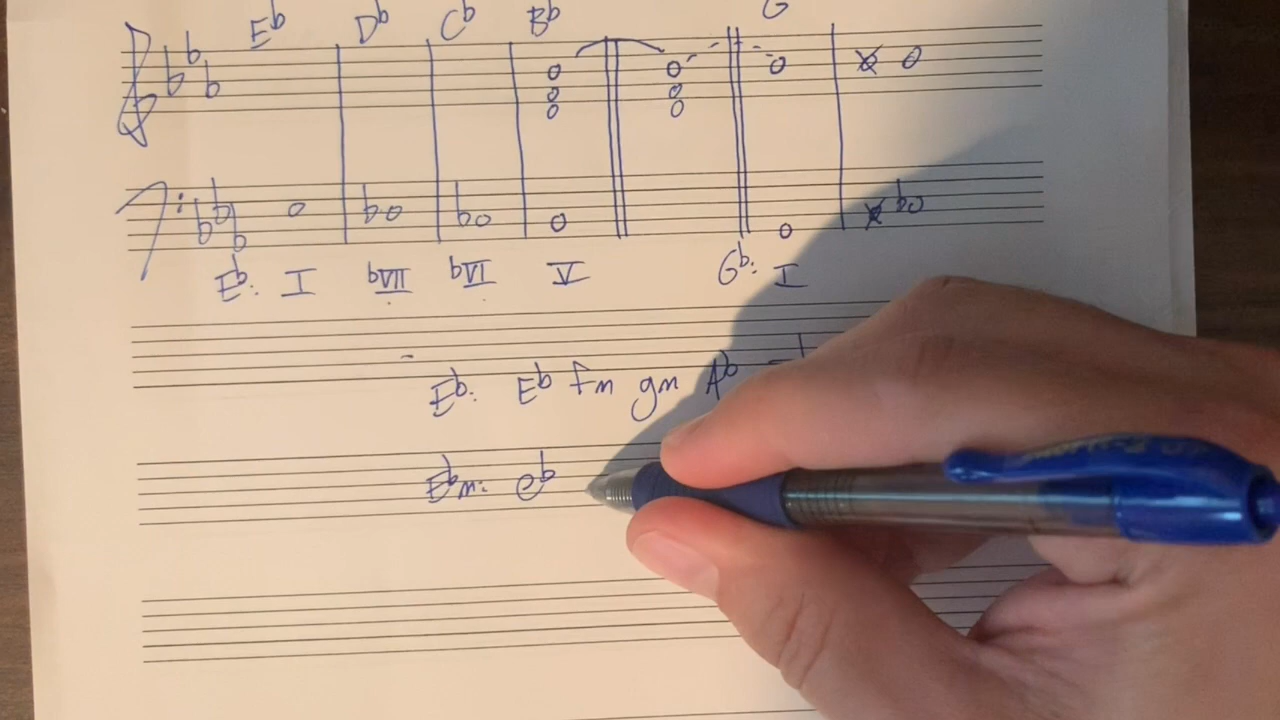 E♭ D♭ C♭ B♭ G
E♭: I ♭VII ♭VI V G♭: I
E♭: E♭ fm gm A♭
E♭m: e♭